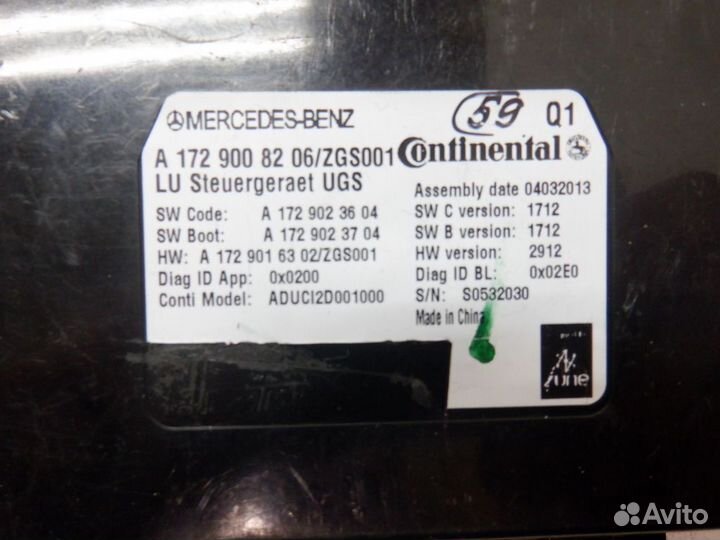 MERCEDES-BENZ
59 Q1
A 172 900 82 06/ZGS001
Continental
LU Steuergeraet UGS
Assembly date 04032013
SW Code: A 172 902 36 04
SW C version: 1712
SW Boot: A 172 902 37 04
SW B version: 1712
HW: A 172 901 63 02/ZGS001
HW version: 2912
Diag ID App: 0x0200
Diag ID BL: 0x02E0
Conti Model: ADUCI2D001000
S/N: S0532030
Made in China
Avito